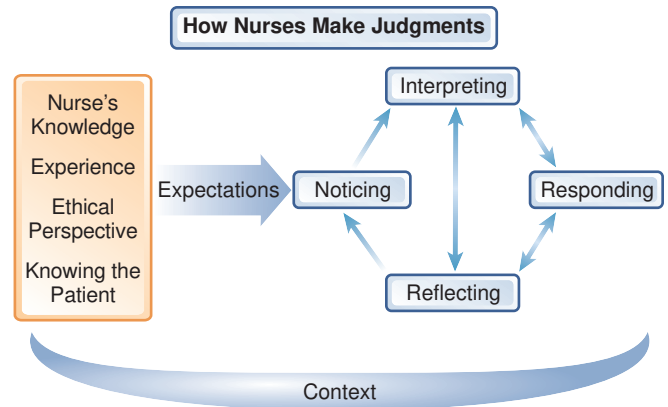 How Nurses Make Judgments
Nurse's
Knowledge
Experience
Ethical
Perspective
Knowing the
Patient
Expectations
Noticing
Interpreting
Responding
Reflecting
Context